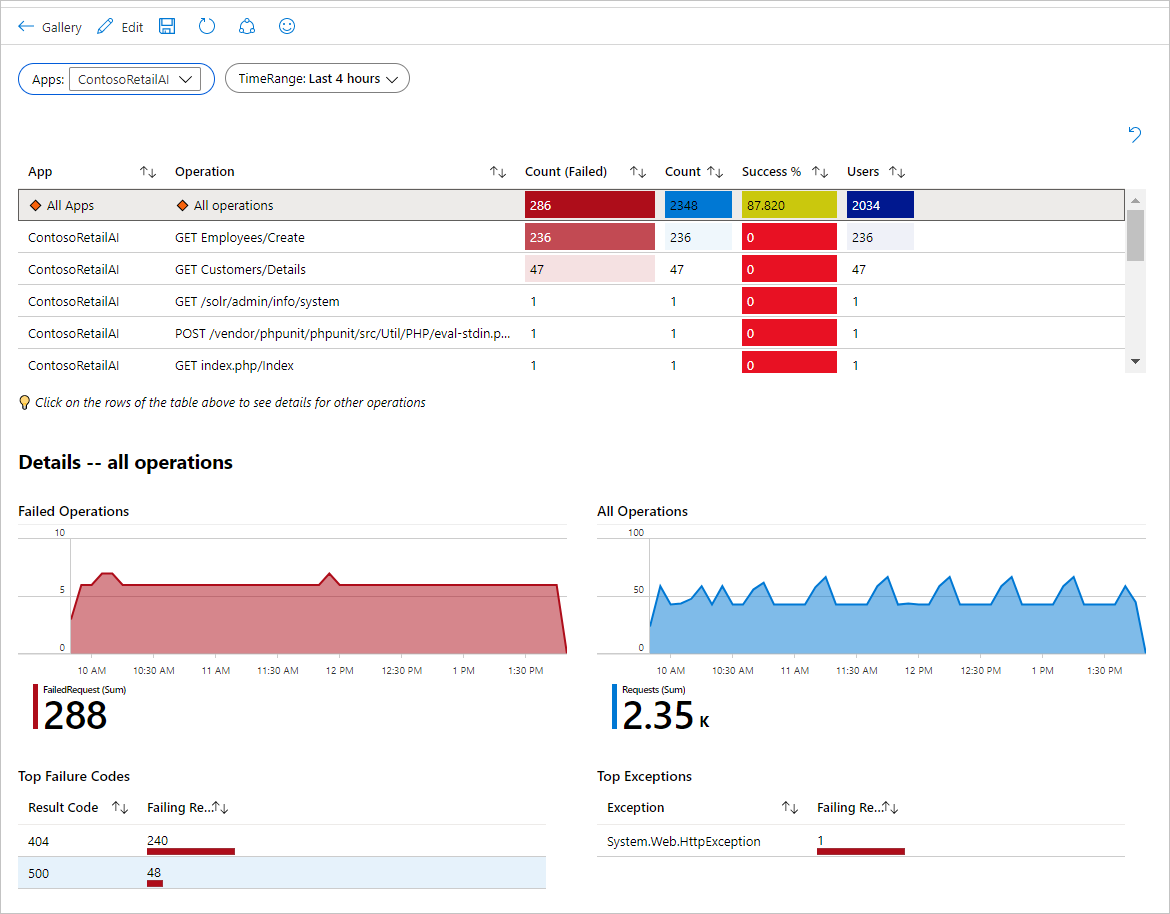 Gallery Edit
Apps: ContosoRetailAI TimeRange: Last 4 hours
App Operation Count (Failed) Count Success % Users
All Apps All operations 286 2348 87.820 2034
ContosoRetailAI GET Employees/Create 236 236 0 236
ContosoRetailAI GET Customers/Details 47 47 0 47
ContosoRetailAI GET /solr/admin/info/system 1 1 0 1
ContosoRetailAI POST /vendor/phpunit/phpunit/src/Util/PHP/eval-stdin.p... 1 1 0 1
ContosoRetailAI GET index.php/Index 1 1 0 1
Click on the rows of the table above to see details for other operations
Details -- all operations
Failed Operations
10
5
0
10 AM 10:30 AM 11 AM 11:30 AM 12 PM 12:30 PM 1 PM 1:30 PM
FailedRequest (Sum)
288
All Operations
100
50
0
10 AM 10:30 AM 11 AM 11:30 AM 12 PM 12:30 PM 1 PM 1:30 PM
Requests (Sum)
2.35 K
Top Failure Codes
Result Code Failing Re...
404 240
500 48
Top Exceptions
Exception Failing Re...
System.Web.HttpException 1